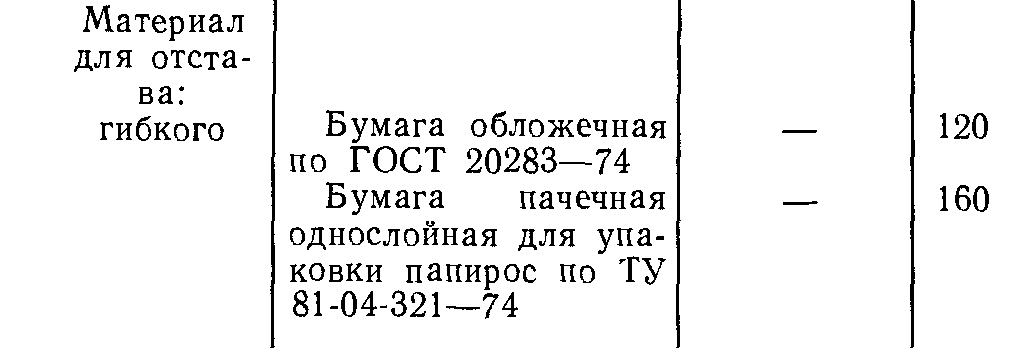 Материал
для отста-
ва:
гибкого
Бумага обложечная — 120
по ГОСТ 20283—74
Бумага пачечная — 160
однослойная для упа-
ковки папирос по ТУ
81-04-321—74